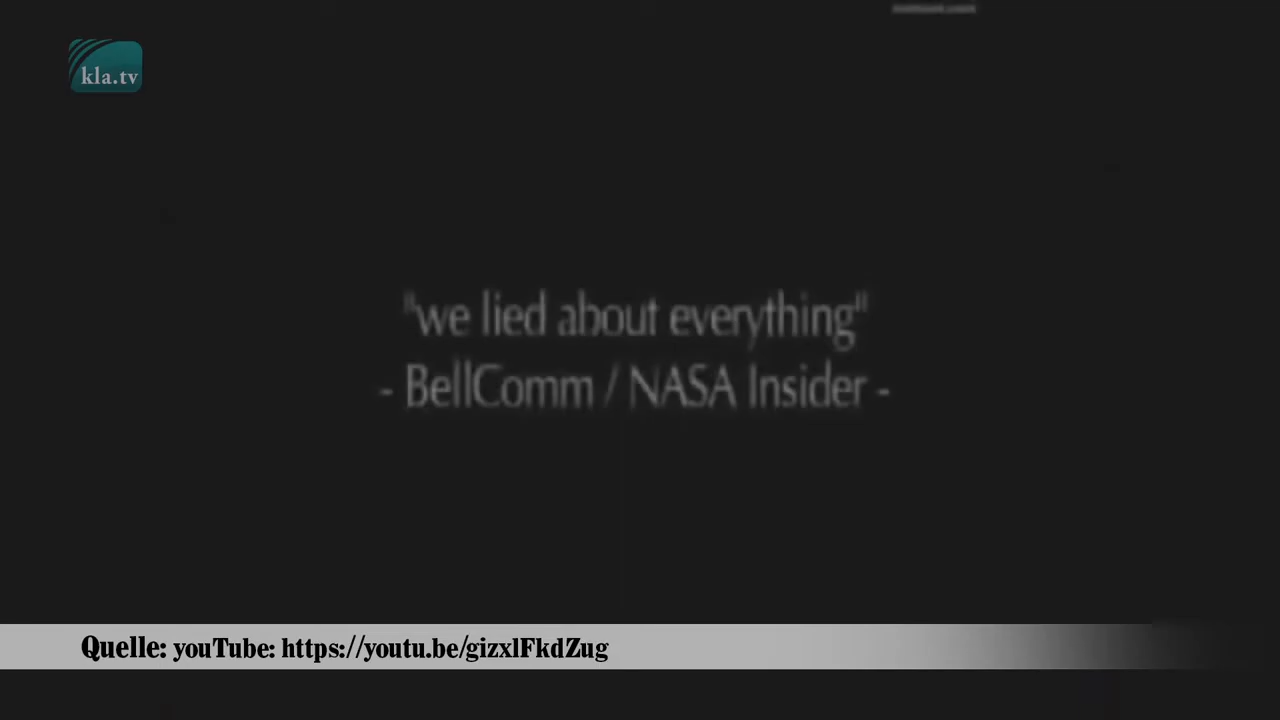 kla.tv
"we lied about everything"
- BellComm / NASA Insider -
Quelle: youTube: https://youtu.be/gizxlFkdZug